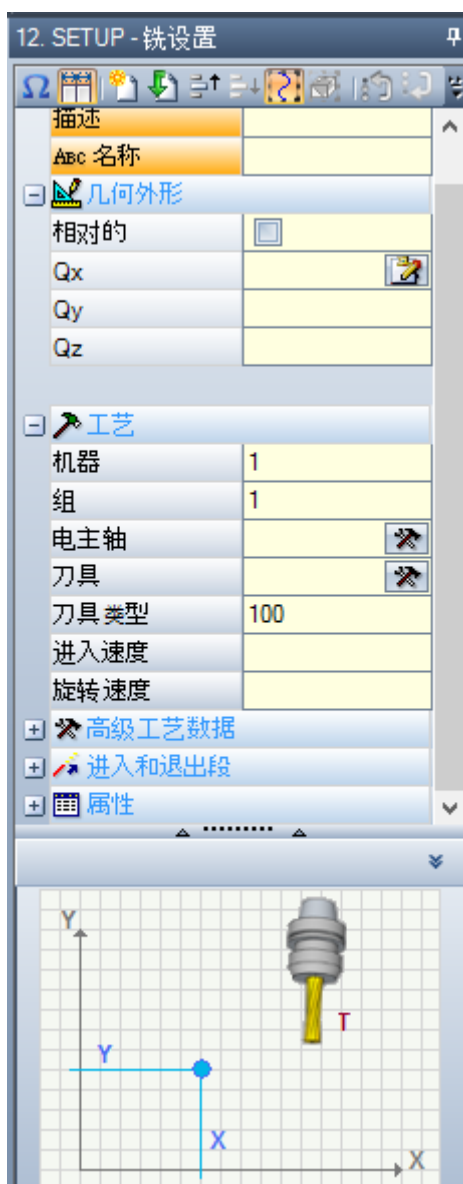 12. SETUP - 铣设置
描述
ABC 名称
几何外形
相对的
Qx
Qy
Qz
工艺
机器 1
组 1
电主轴
刀具
刀具类型 100
进入速度
旋转速度
高级工艺数据
进入和退出段
属性
Y
T
Y
X
X